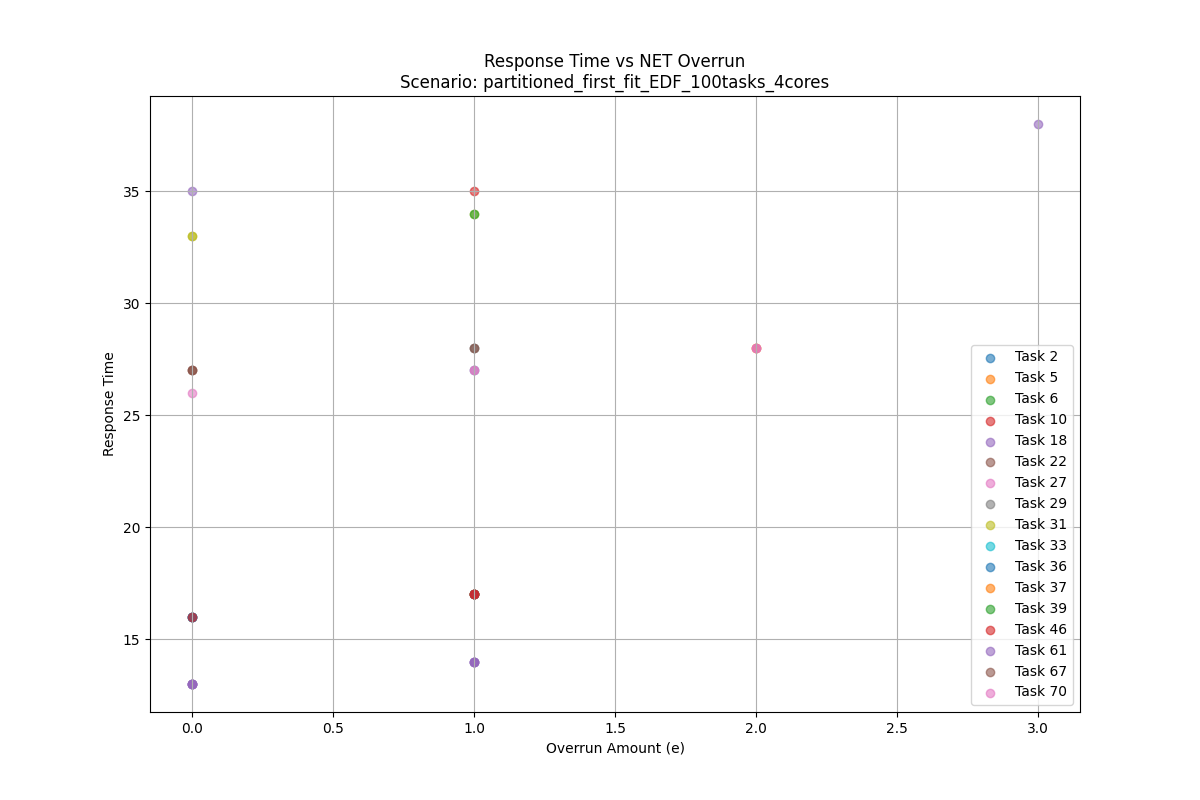 Response Time vs NET Overrun
Scenario: partitioned_first_fit_EDF_100tasks_4cores
35
30
25
20
15
Response Time
0.0
0.5
1.0
1.5
2.0
2.5
3.0
Overrun Amount (e)
Task 2
Task 5
Task 6
Task 10
Task 18
Task 22
Task 27
Task 29
Task 31
Task 33
Task 36
Task 37
Task 39
Task 46
Task 61
Task 67
Task 70